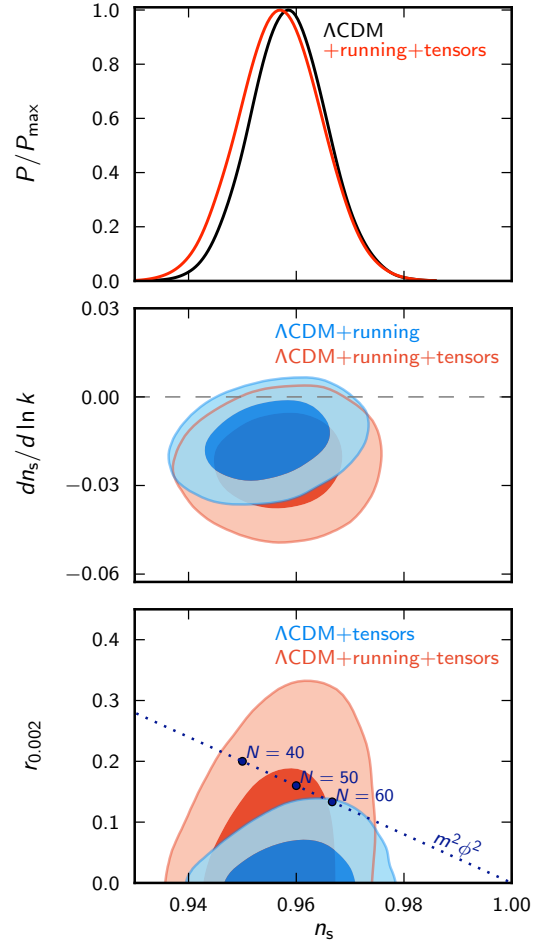 ΛCDM
+running+tensors
P/P_max
1.0
0.8
0.6
0.4
0.2
0.0
ΛCDM+running
ΛCDM+running+tensors
dn_s/d ln k
0.03
0.00
−0.03
−0.06
ΛCDM+tensors
ΛCDM+running+tensors
r_0.002
0.4
0.3
0.2
0.1
0.0
N = 40
N = 50
N = 60
m²ϕ²
0.94 0.96 0.98 1.00
n_s